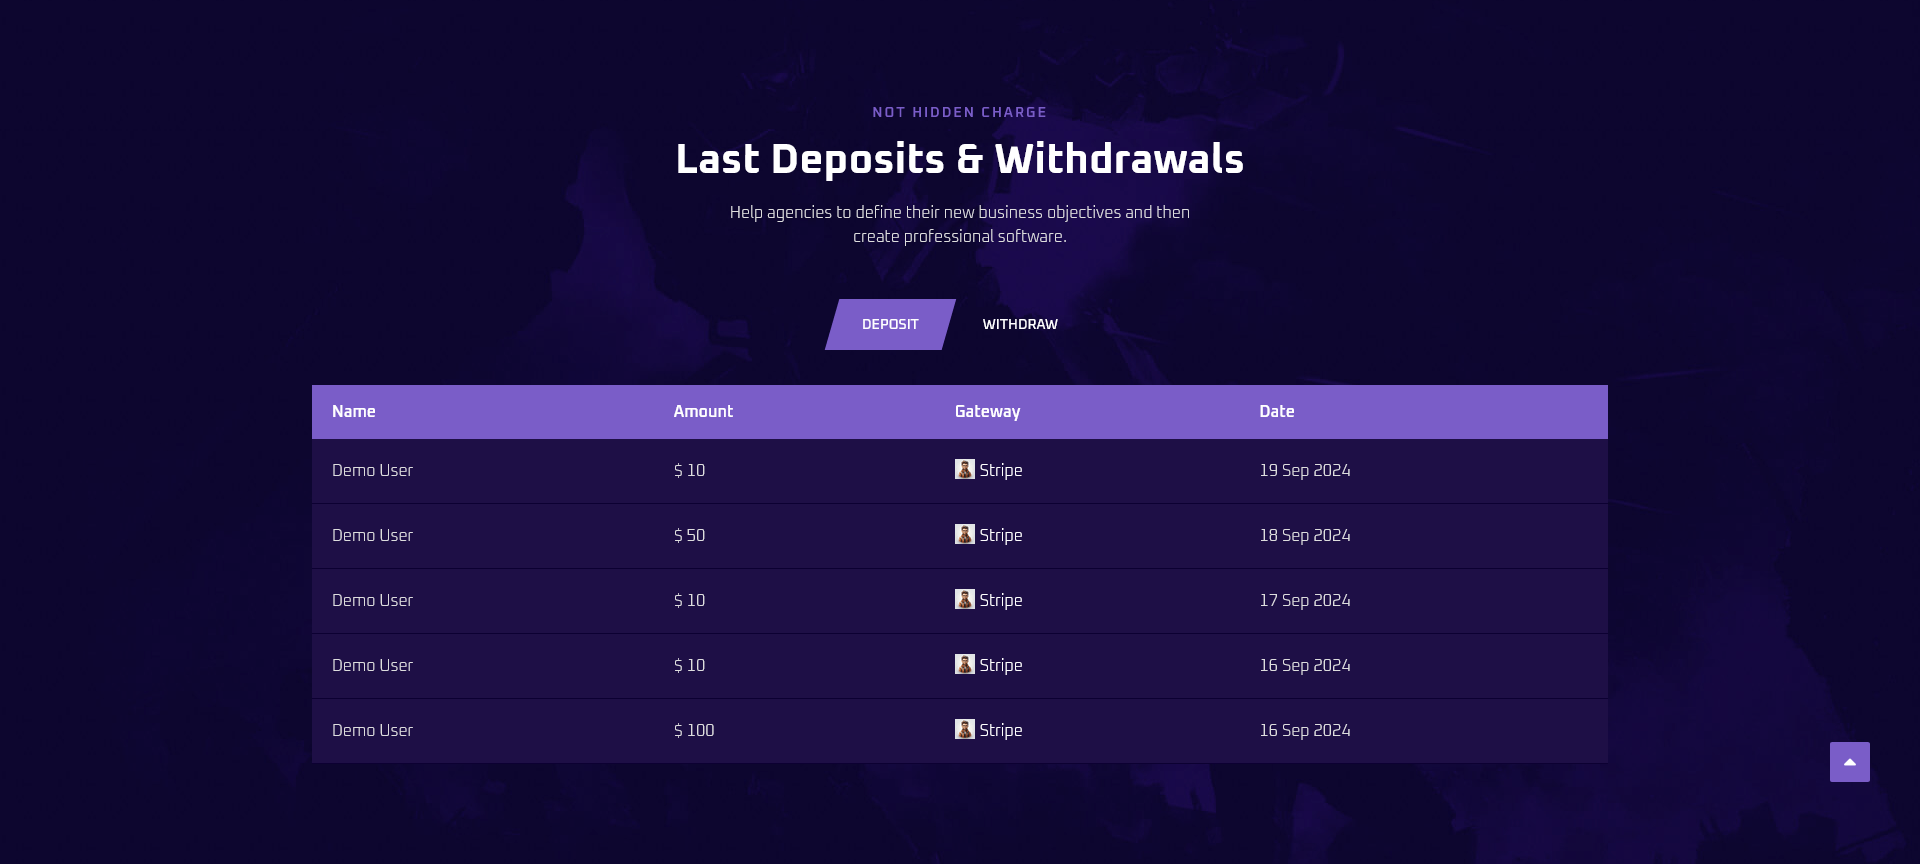 NOT HIDDEN CHARGE
Last Deposits & Withdrawals
Help agencies to define their new business objectives and then
create professional software.
DEPOSIT WITHDRAW
Name Amount Gateway Date
Demo User $ 10 Stripe 19 Sep 2024
Demo User $ 50 Stripe 18 Sep 2024
Demo User $ 10 Stripe 17 Sep 2024
Demo User $ 10 Stripe 16 Sep 2024
Demo User $ 100 Stripe 16 Sep 2024